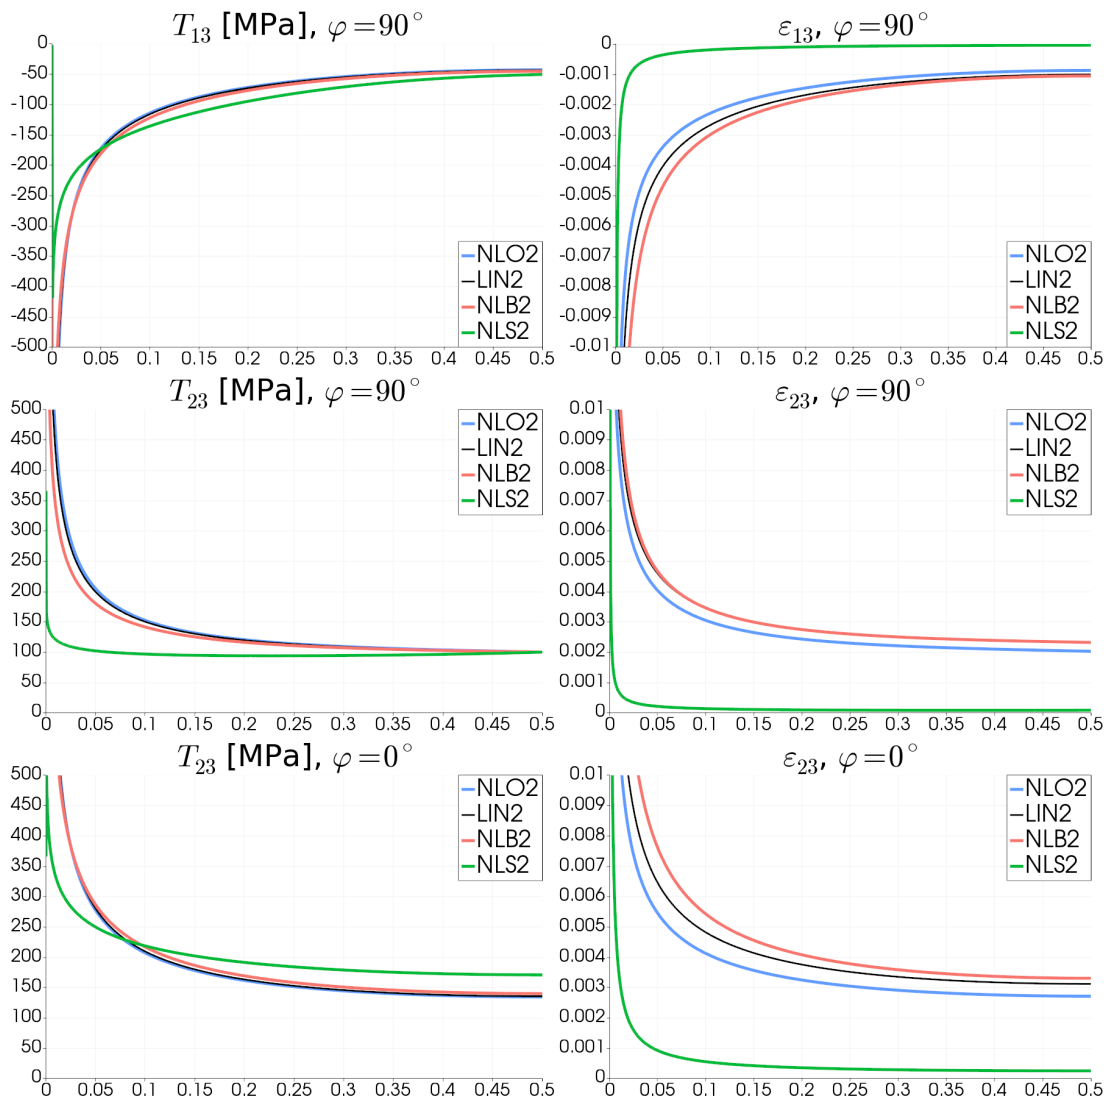 T₁₃ [MPa], φ=90°
0
-50
-100
-150
-200
-250
-300
-350
-400
-450
-500
NLO2
LIN2
NLB2
NLS2
0 0.05 0.1 0.15 0.2 0.25 0.3 0.35 0.4 0.45 0.5
ε₁₃, φ=90°
0
-0.001
-0.002
-0.003
-0.004
-0.005
-0.006
-0.007
-0.008
-0.009
-0.01
NLO2
LIN2
NLB2
NLS2
0 0.05 0.1 0.15 0.2 0.25 0.3 0.35 0.4 0.45 0.5
T₂₃ [MPa], φ=90°
500
450
400
350
300
250
200
150
100
50
0
NLO2
LIN2
NLB2
NLS2
0 0.05 0.1 0.15 0.2 0.25 0.3 0.35 0.4 0.45 0.5
ε₂₃, φ=90°
0.01
0.009
0.008
0.007
0.006
0.005
0.004
0.003
0.002
0.001
0
NLO2
LIN2
NLB2
NLS2
0 0.05 0.1 0.15 0.2 0.25 0.3 0.35 0.4 0.45 0.5
T₂₃ [MPa], φ=0°
500
450
400
350
300
250
200
150
100
50
0
NLO2
LIN2
NLB2
NLS2
0 0.05 0.1 0.15 0.2 0.25 0.3 0.35 0.4 0.45 0.5
ε₂₃, φ=0°
0.01
0.009
0.008
0.007
0.006
0.005
0.004
0.003
0.002
0.001
0
NLO2
LIN2
NLB2
NLS2
0 0.05 0.1 0.15 0.2 0.25 0.3 0.35 0.4 0.45 0.5